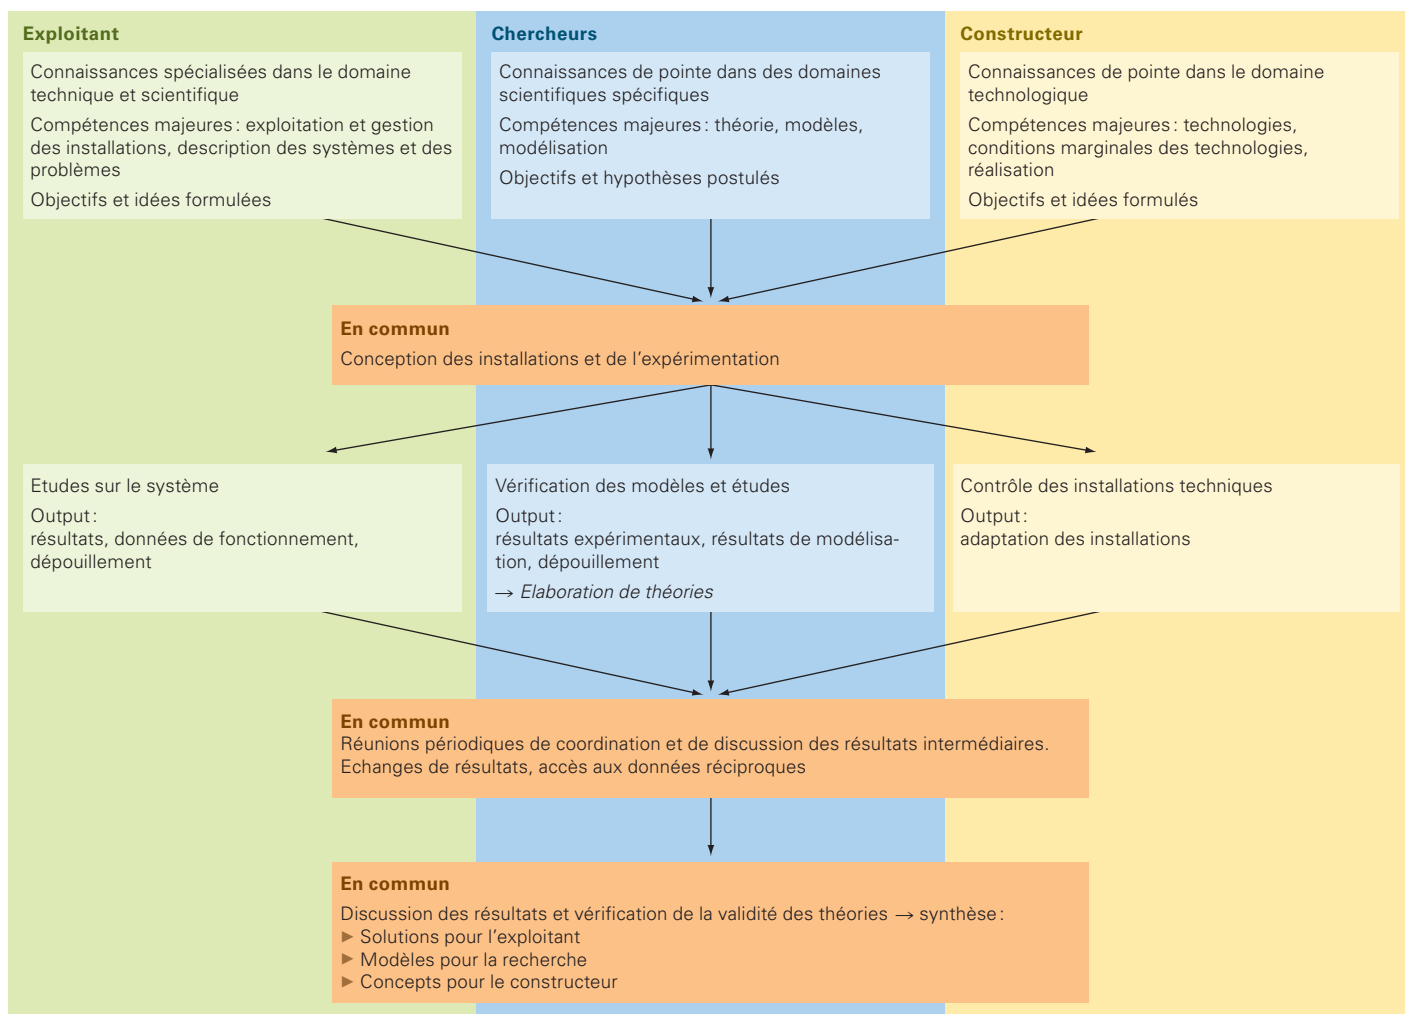 Exploitant
Connaissances spécialisées dans le domaine
technique et scientifique
Compétences majeures : exploitation et gestion
des installations, description des systèmes et des
problèmes
Objectifs et idées formulées
Chercheurs
Connaissances de pointe dans des domaines
scientifiques spécifiques
Compétences majeures : théorie, modèles,
modélisation
Objectifs et hypothèses postulés
Constructeur
Connaissances de pointe dans le domaine
technologique
Compétences majeures : technologies,
conditions marginales des technologies,
réalisation
Objectifs et idées formulés
En commun
Conception des installations et de l'expérimentation
Etudes sur le système
Output :
résultats, données de fonctionnement,
dépouillement
Vérification des modèles et études
Output :
résultats expérimentaux, résultats de modélisa-
tion, dépouillement
→ Elaboration de théories
Contrôle des installations techniques
Output :
adaptation des installations
En commun
Réunions périodiques de coordination et de discussion des résultats intermédiaires.
Echanges de résultats, accès aux données réciproques
En commun
Discussion des résultats et vérification de la validité des théories → synthèse :
► Solutions pour l'exploitant
► Modèles pour la recherche
► Concepts pour le constructeur